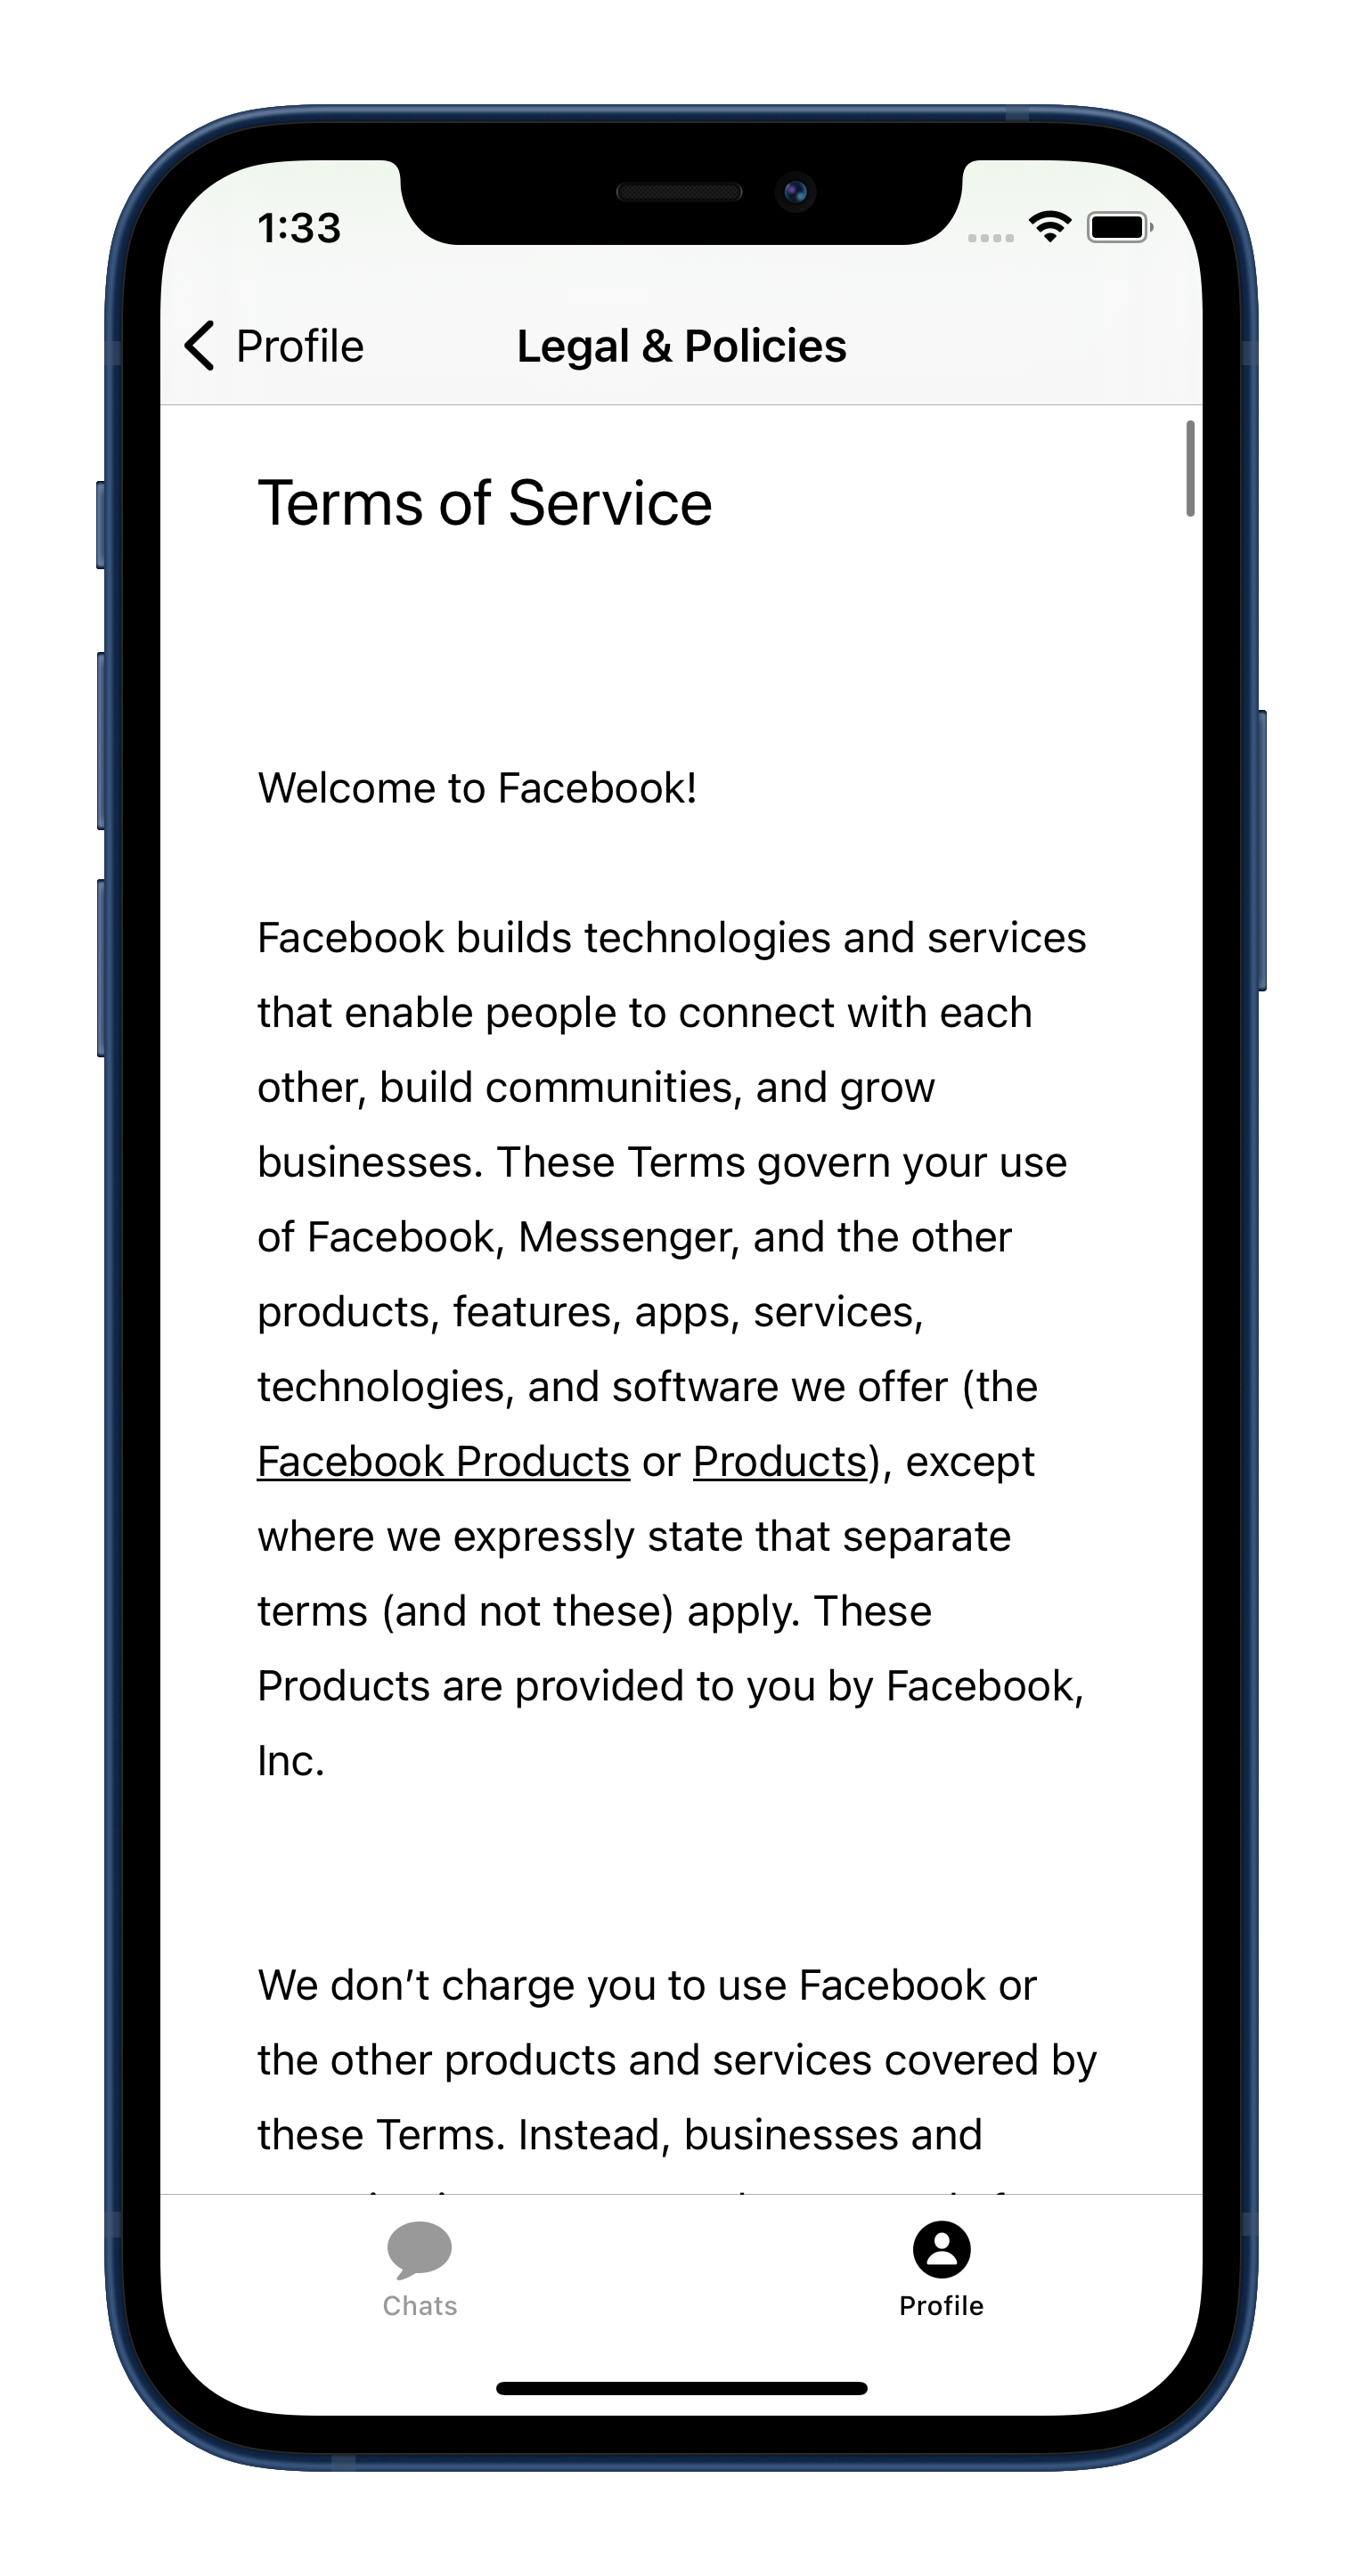 1:33
Profile
Legal & Policies
Terms of Service
Welcome to Facebook!
Facebook builds technologies and services
that enable people to connect with each
other, build communities, and grow
businesses. These Terms govern your use
of Facebook, Messenger, and the other
products, features, apps, services,
technologies, and software we offer (the
Facebook Products or Products), except
where we expressly state that separate
terms (and not these) apply. These
Products are provided to you by Facebook,
Inc.
We don’t charge you to use Facebook or
the other products and services covered by
these Terms. Instead, businesses and
Chats
Profile